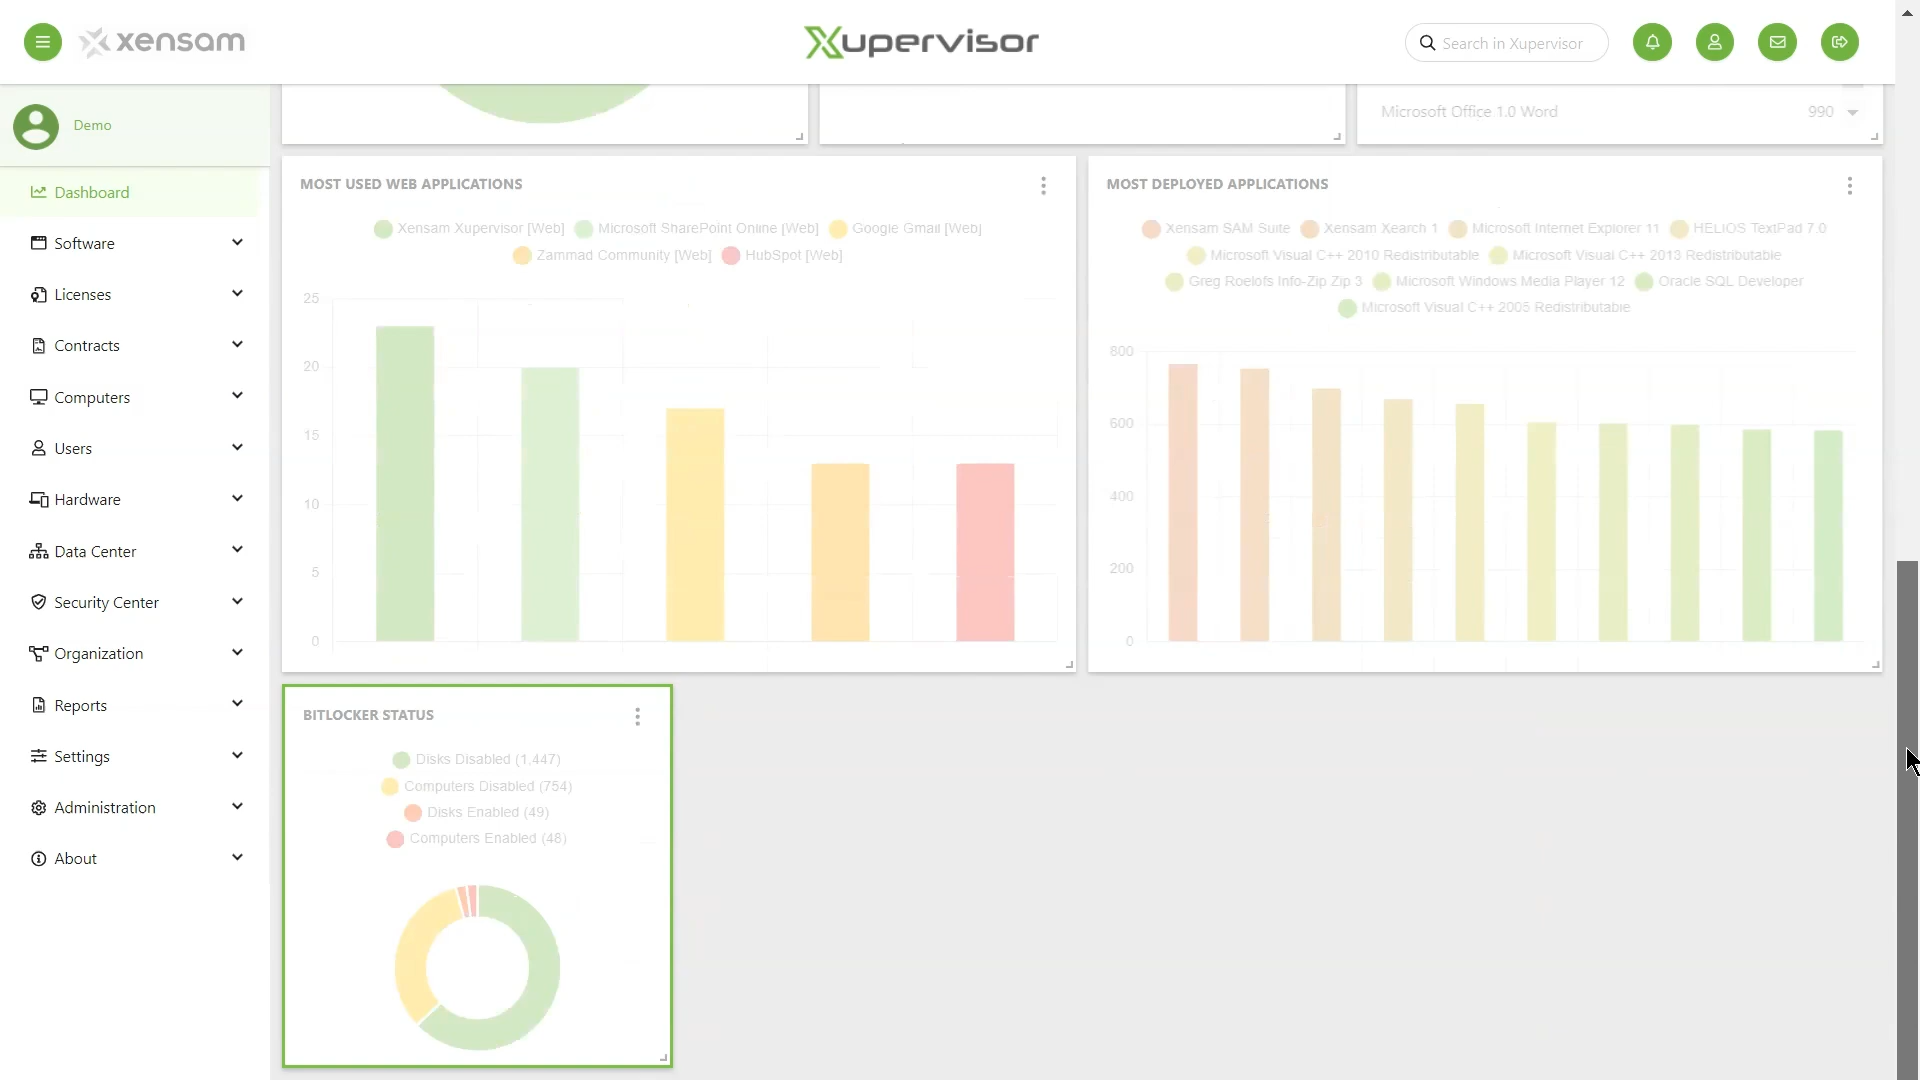 xensam
Xupervisor
Search in Xupervisor
Demo
Dashboard
Software
Licenses
Contracts
Computers
Users
Hardware
Data Center
Security Center
Organization
Reports
Settings
Administration
About
Microsoft Office 1.0 Word 990
MOST USED WEB APPLICATIONS
Xensam Xupervisor [Web] Microsoft SharePoint Online [Web] Google Gmail [Web]
Zammad Community [Web] HubSpot [Web]
25
20
15
10
5
0
MOST DEPLOYED APPLICATIONS
Xensam SAM Suite Xensam Xearch 1 Microsoft Internet Explorer 11 HELIOS TextPad 7.0
Microsoft Visual C++ 2010 Redistributable Microsoft Visual C++ 2013 Redistributable
Greg Roelofs Info-Zip Zip 3 Microsoft Windows Media Player 12 Oracle SQL Developer
Microsoft Visual C++ 2005 Redistributable
800
600
400
200
0
BITLOCKER STATUS
Disks Disabled (1.447)
Computers Disabled (754)
Disks Enabled (49)
Computers Enabled (48)